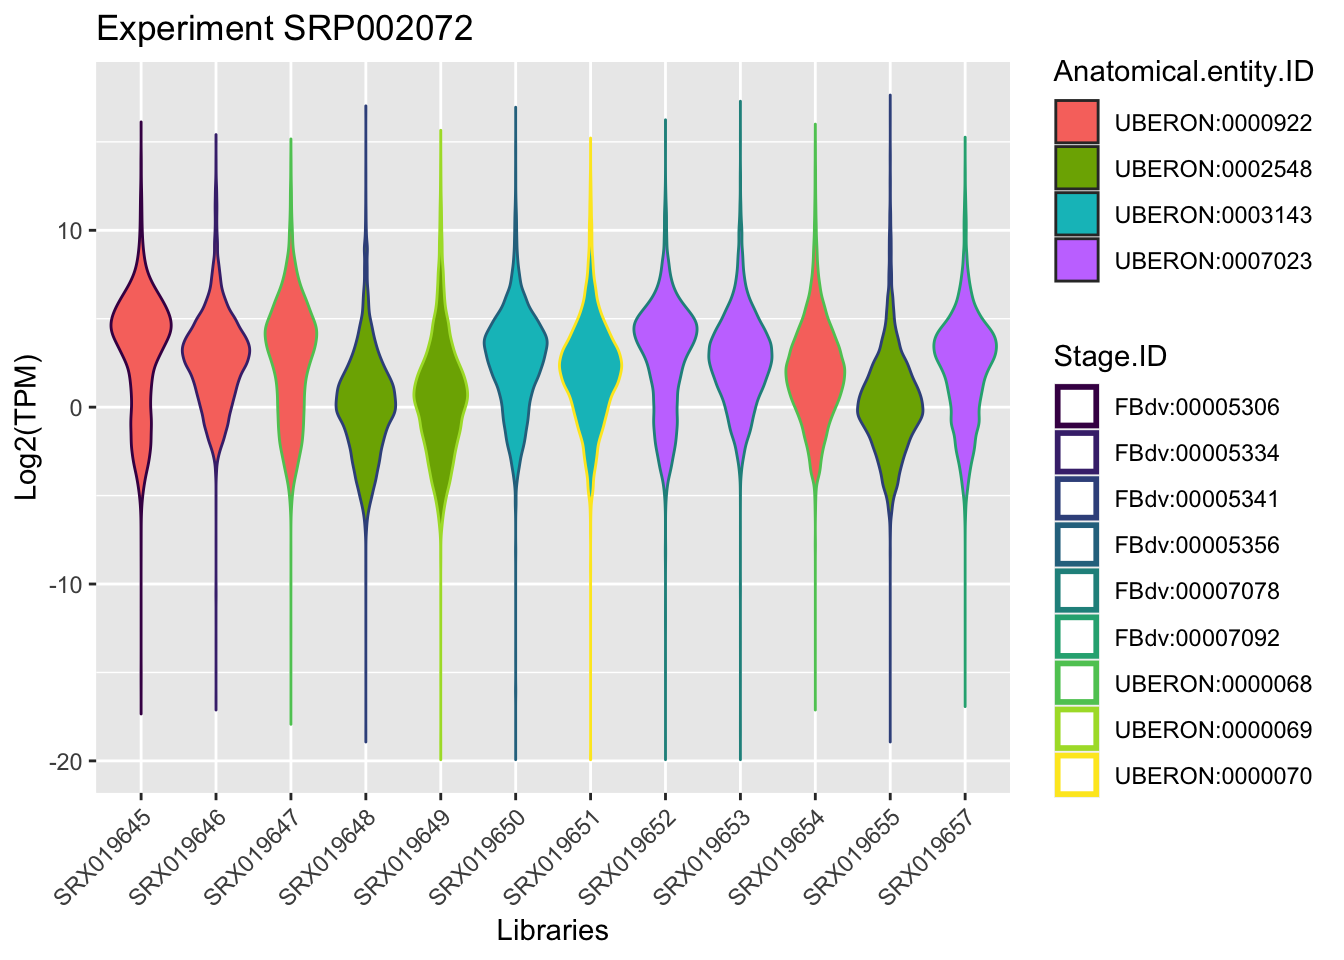 Experiment SRP002072
Log2(TPM)
10
0
-10
-20
SRX019645
SRX019646
SRX019647
SRX019648
SRX019649
SRX019650
SRX019651
SRX019652
SRX019653
SRX019654
SRX019655
SRX019657
Libraries
Anatomical.entity.ID
UBERON:0000922
UBERON:0002548
UBERON:0003143
UBERON:0007023
Stage.ID
FBdv:00005306
FBdv:00005334
FBdv:00005341
FBdv:00005356
FBdv:00007078
FBdv:00007092
UBERON:0000068
UBERON:0000069
UBERON:0000070